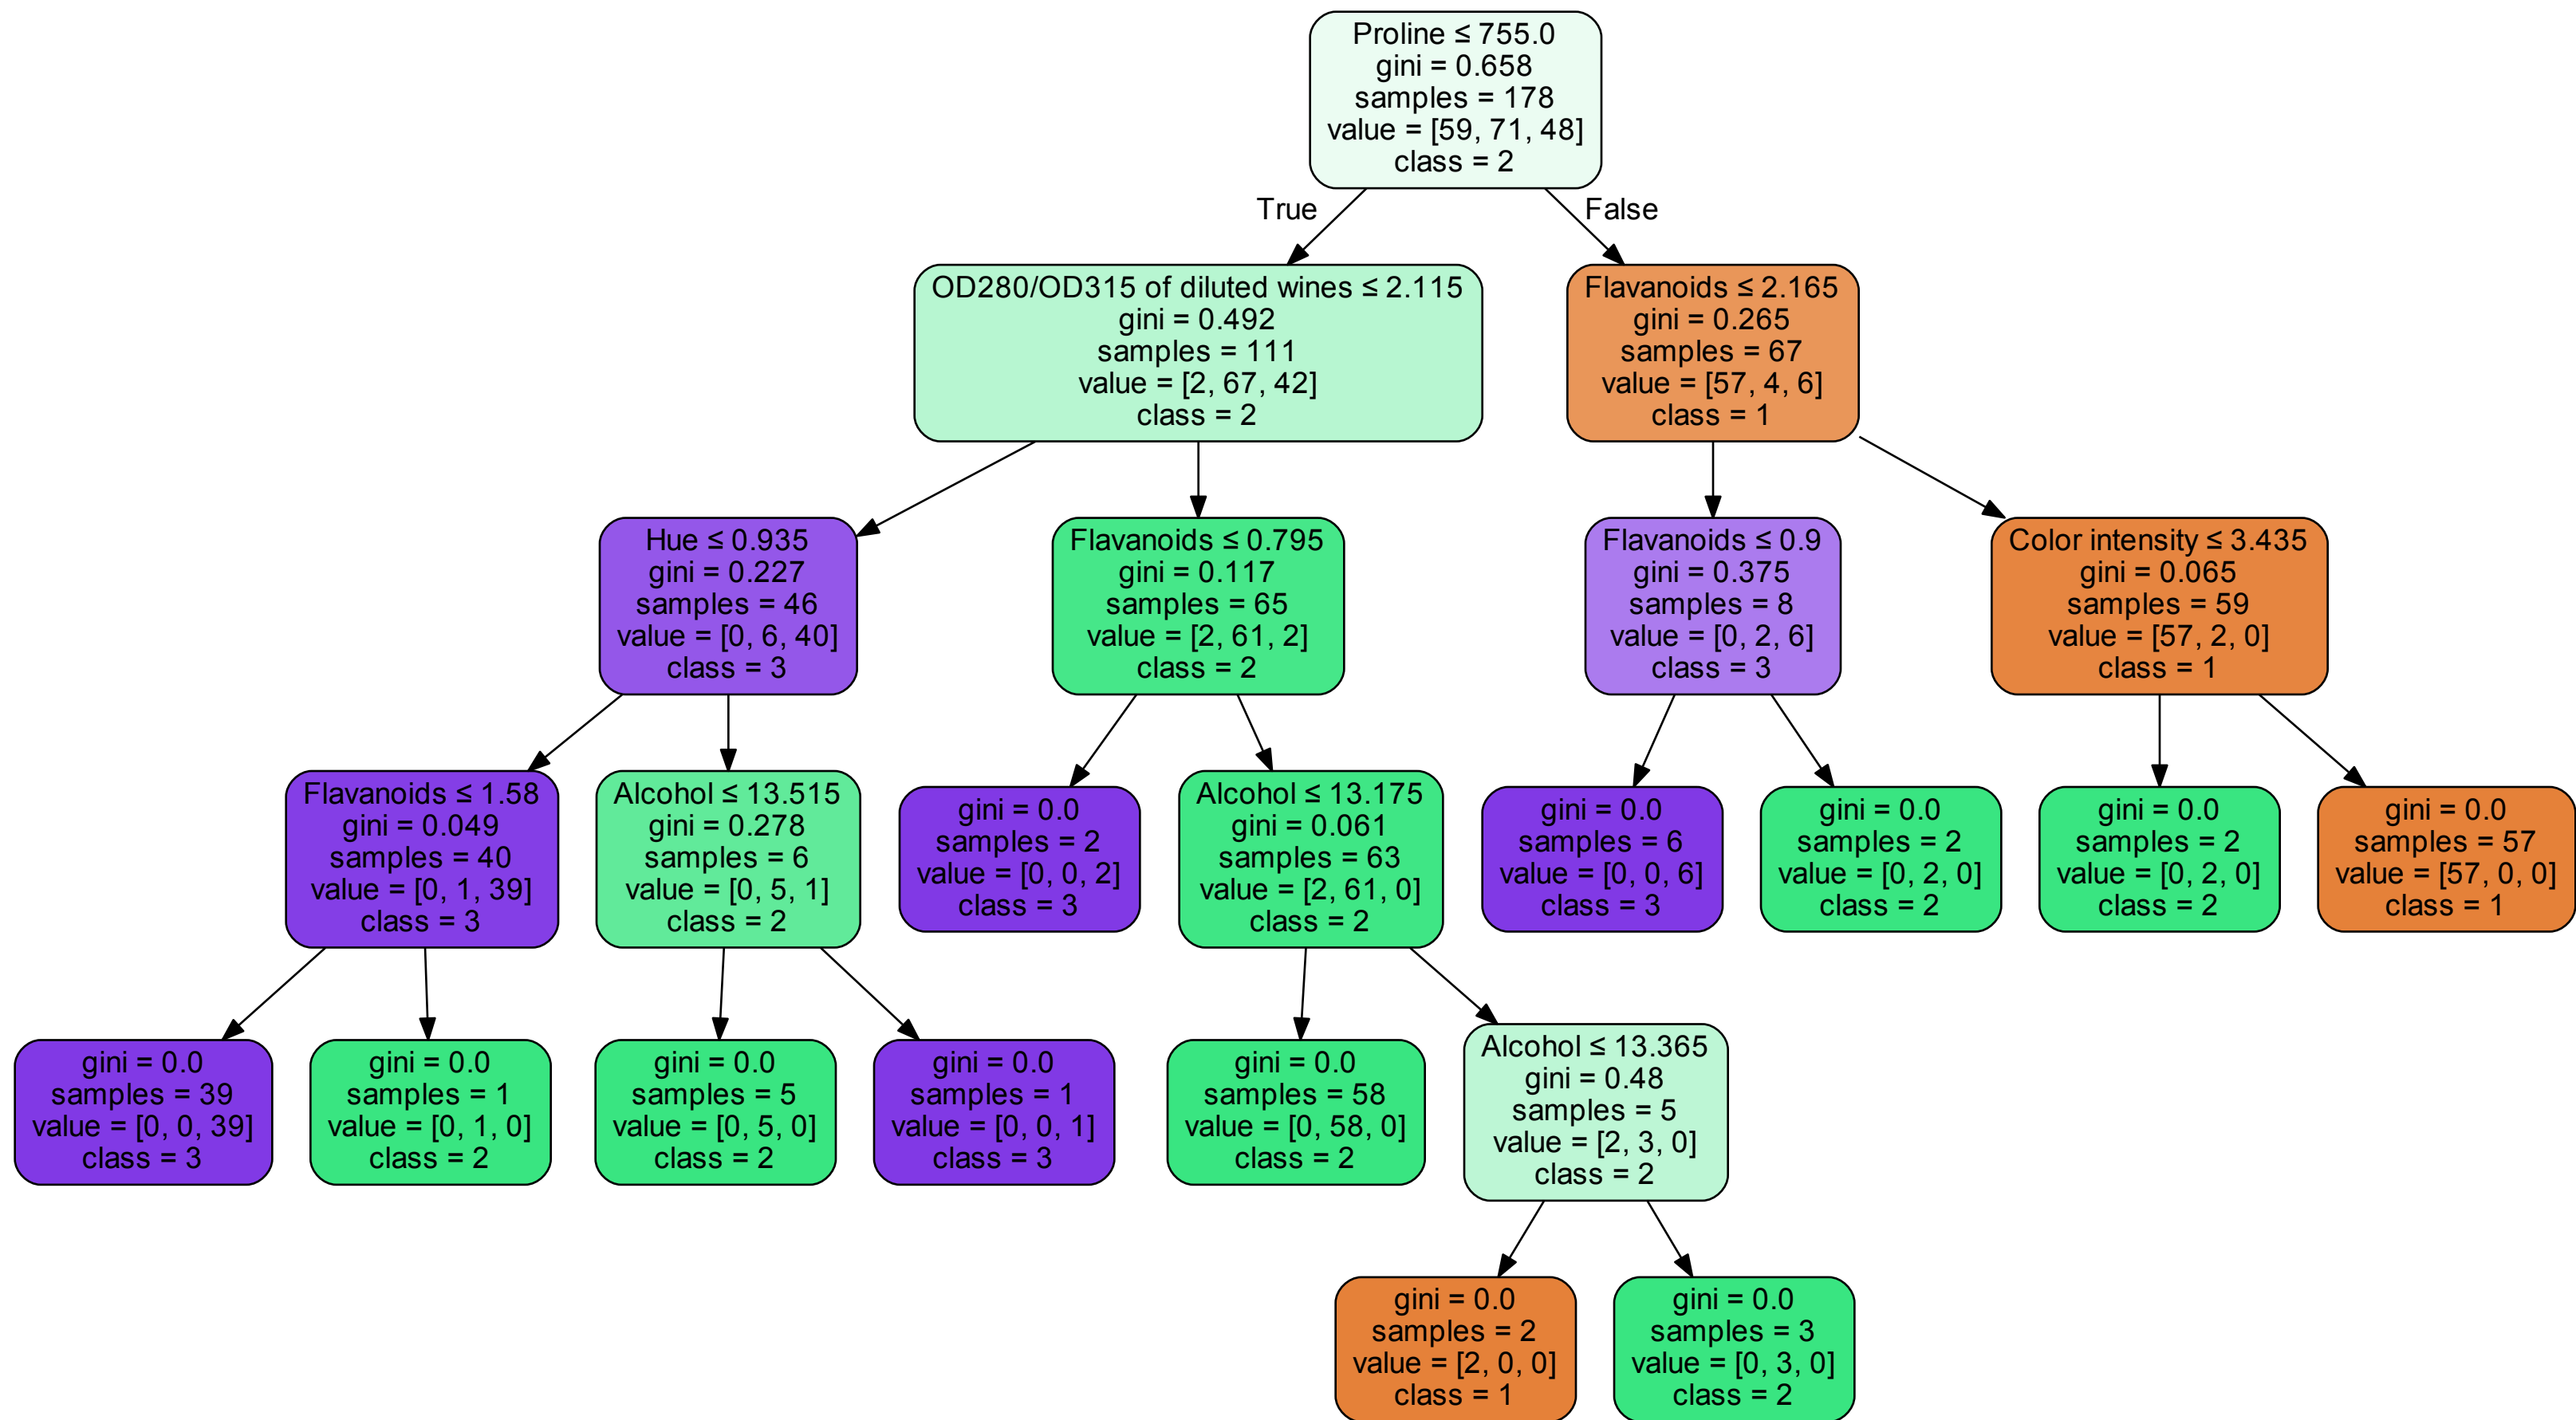 Proline ≤ 755.0
gini = 0.658
samples = 178
value = [59, 71, 48]
class = 2
True
False
OD280/OD315 of diluted wines ≤ 2.115
gini = 0.492
samples = 111
value = [2, 67, 42]
class = 2
Flavanoids ≤ 2.165
gini = 0.265
samples = 67
value = [57, 4, 6]
class = 1
Hue ≤ 0.935
gini = 0.227
samples = 46
value = [0, 6, 40]
class = 3
Flavanoids ≤ 0.795
gini = 0.117
samples = 65
value = [2, 61, 2]
class = 2
Flavanoids ≤ 0.9
gini = 0.375
samples = 8
value = [0, 2, 6]
class = 3
Color intensity ≤ 3.435
gini = 0.065
samples = 59
value = [57, 2, 0]
class = 1
Flavanoids ≤ 1.58
gini = 0.049
samples = 40
value = [0, 1, 39]
class = 3
Alcohol ≤ 13.515
gini = 0.278
samples = 6
value = [0, 5, 1]
class = 2
gini = 0.0
samples = 2
value = [0, 0, 2]
class = 3
Alcohol ≤ 13.175
gini = 0.061
samples = 63
value = [2, 61, 0]
class = 2
gini = 0.0
samples = 6
value = [0, 0, 6]
class = 3
gini = 0.0
samples = 2
value = [0, 2, 0]
class = 2
gini = 0.0
samples = 2
value = [0, 2, 0]
class = 2
gini = 0.0
samples = 57
value = [57, 0, 0]
class = 1
gini = 0.0
samples = 39
value = [0, 0, 39]
class = 3
gini = 0.0
samples = 1
value = [0, 1, 0]
class = 2
gini = 0.0
samples = 5
value = [0, 5, 0]
class = 2
gini = 0.0
samples = 1
value = [0, 0, 1]
class = 3
gini = 0.0
samples = 58
value = [0, 58, 0]
class = 2
Alcohol ≤ 13.365
gini = 0.48
samples = 5
value = [2, 3, 0]
class = 2
gini = 0.0
samples = 2
value = [2, 0, 0]
class = 1
gini = 0.0
samples = 3
value = [0, 3, 0]
class = 2